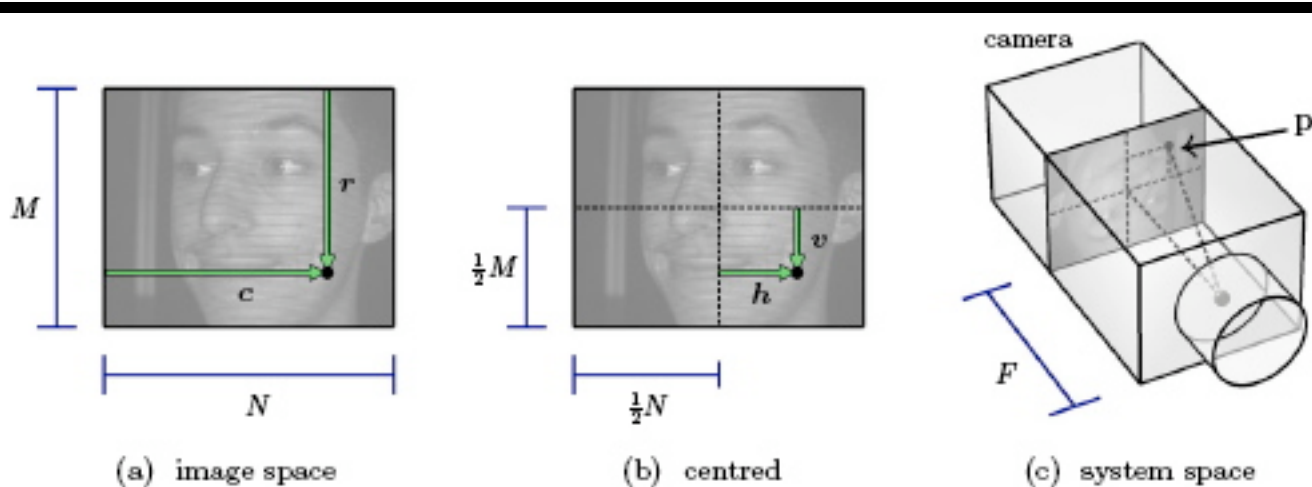 camera
M
r
c
N
½M
v
h
½N
p
F
(a) image space
(b) centred
(c) system space